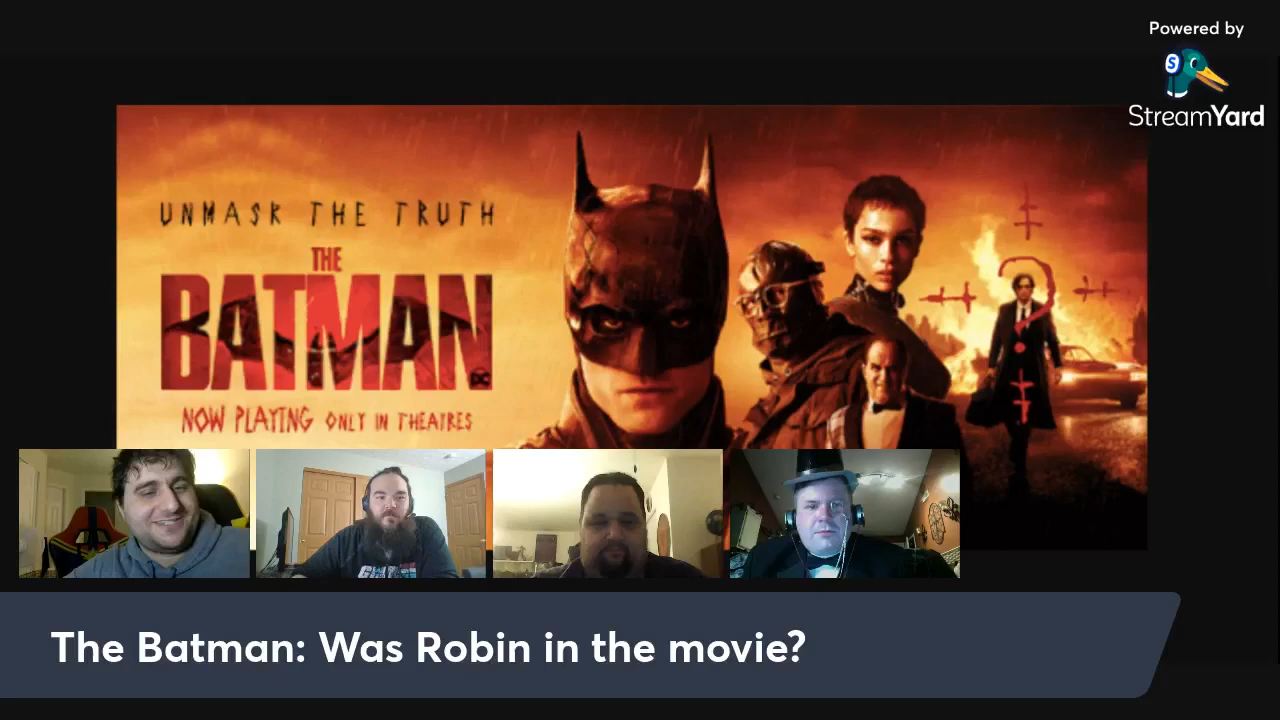 Powered by
S
StreamYard
UNMASK THE TRUTH
THE
BATMAN
DC
NOW PLAYING ONLY IN THEATRES
The Batman: Was Robin in the movie?